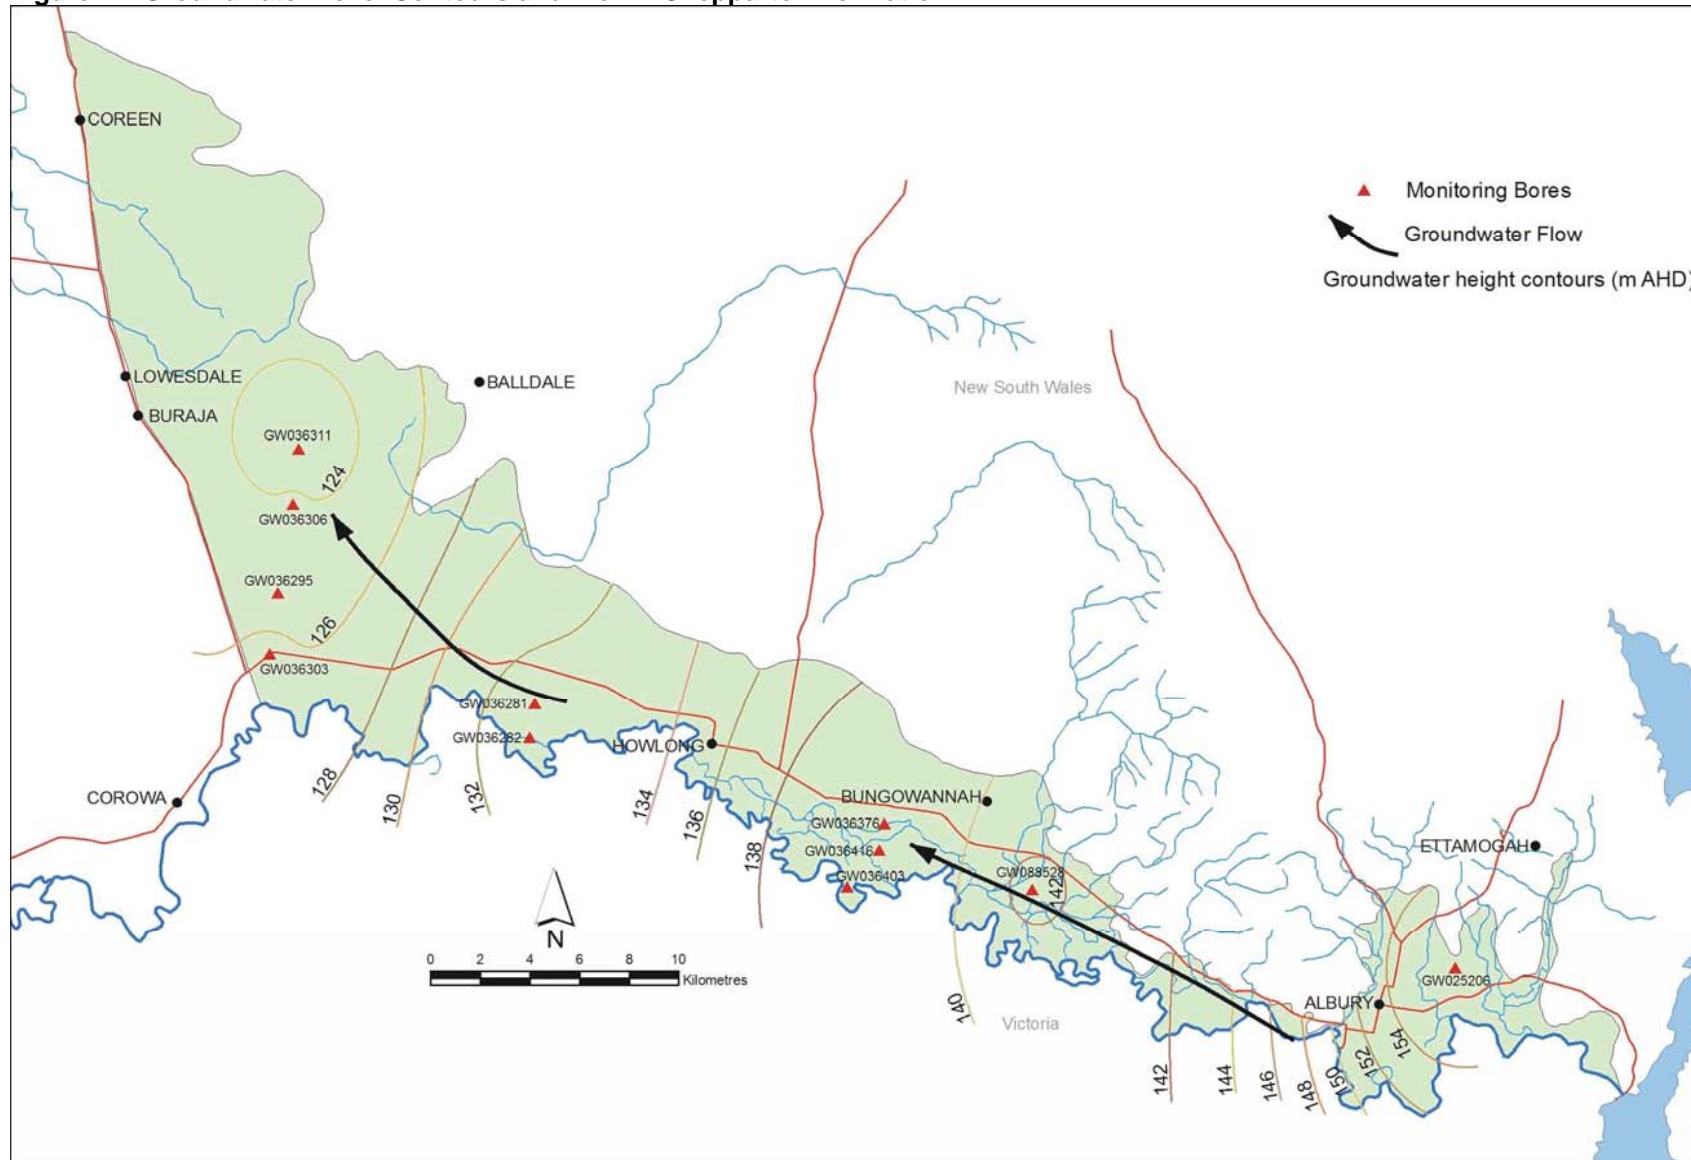 COREEN
Monitoring Bores
Groundwater Flow
Groundwater height contours (m AHD)
LOWESDALE
BALLDALE
New South Wales
BURAJA
GW036311
124
GW036306
GW036295
126
GW036303
GW036281
GW036282
HOWLONG
128
130
132
134
136
138
COROWA
BUNGOWANNAH
GW036376
GW036416
GW036403
GW088528
142
ETTAMOGAH
N
0 2 4 6 8 10
Kilometres
GW025206
ALBURY
140
Victoria
142
144
146
148
150
152
154